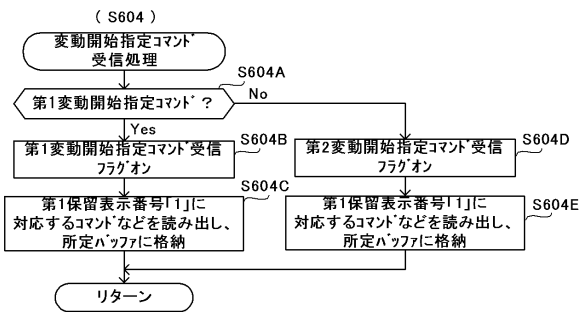 ( S604 )
変動開始指定コマンド
受信処理
S604A
第1変動開始指定コマンド?
No
Yes
S604B
第1変動開始指定コマンド受信
フラグオン
S604D
第2変動開始指定コマンド受信
フラグオン
S604C
第1保留表示番号「1」に
対応するコマンドなどを読み出し、
所定バッファに格納
S604E
第1保留表示番号「1」に
対応するコマンドなどを読み出し、
所定バッファに格納
リターン